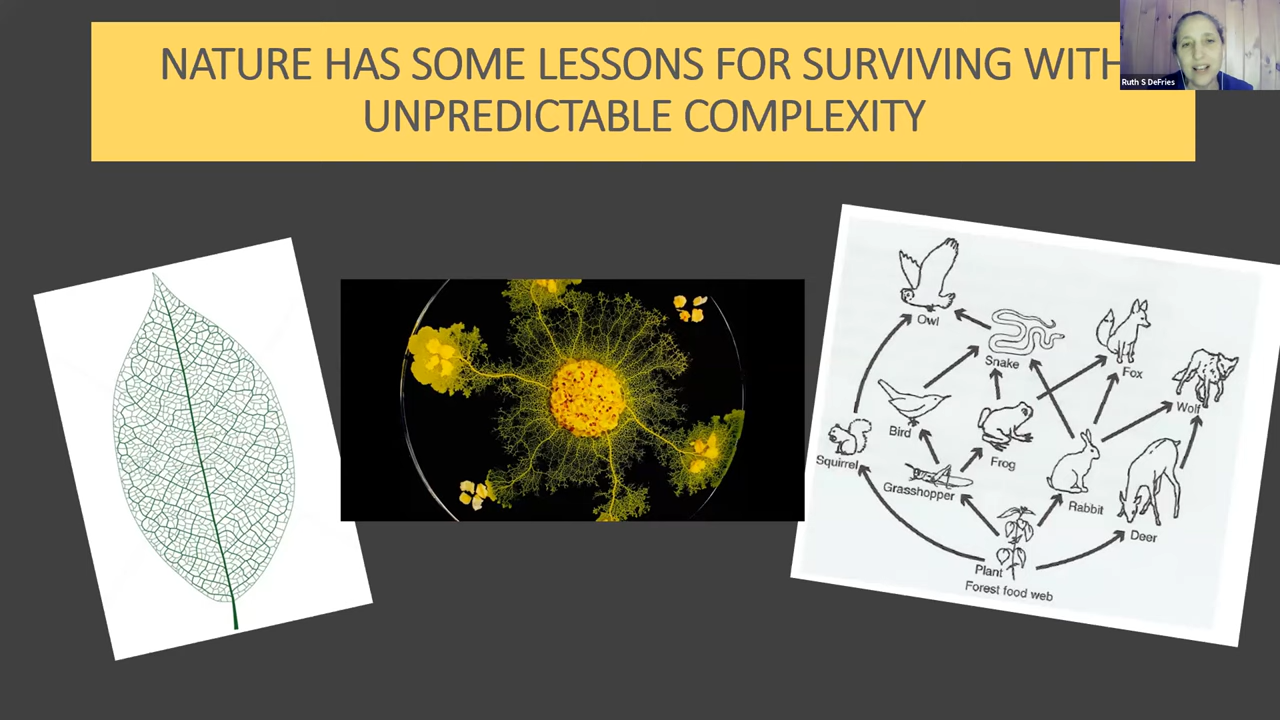 NATURE HAS SOME LESSONS FOR SURVIVING WITH
UNPREDICTABLE COMPLEXITY
Ruth S DeFries
Owl
Snake
Fox
Wolf
Bird
Squirrel
Frog
Grasshopper
Rabbit
Deer
Plant
Forest food web